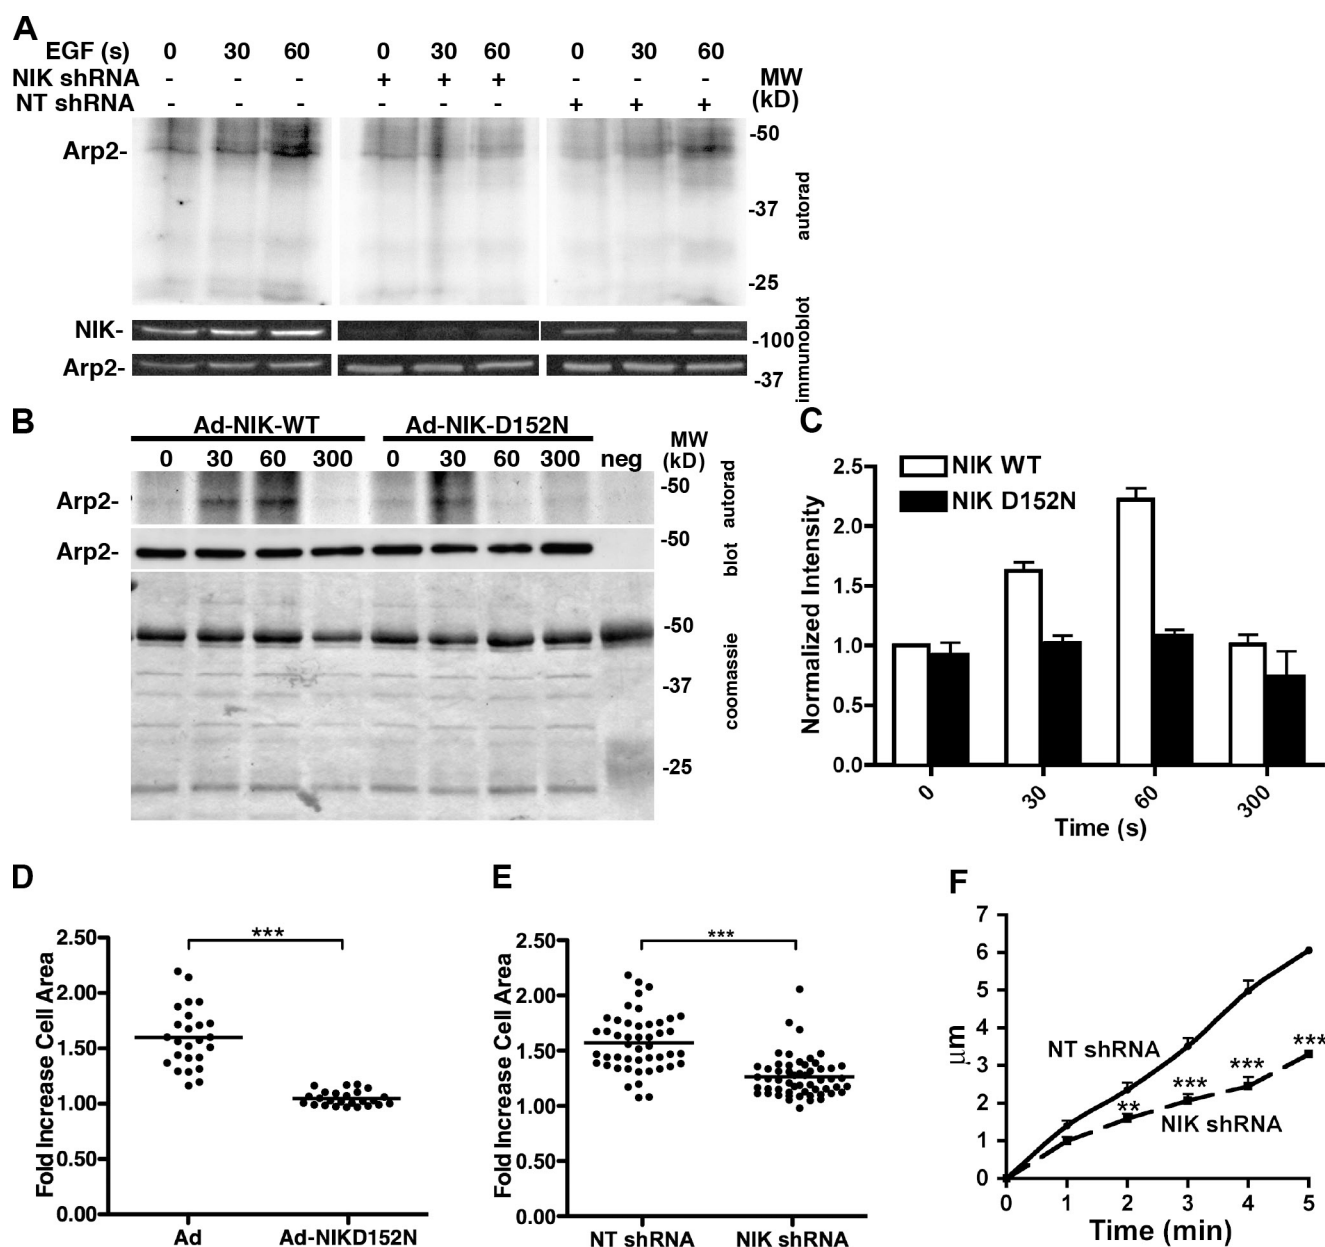 A
EGF (s) 0 30 60 0 30 60 0 30 60
NIK shRNA - - - + + + - - - MW
NT shRNA - - - - - - + + + (kD)
Arp2- -50
-37
-25
autorad
NIK- -100
Arp2- -37
immunoblot
B
Ad-NIK-WT Ad-NIK-D152N MW
0 30 60 300 0 30 60 300 neg (kD)
Arp2- -50
autorad
Arp2- -50
blot
-50
-37
-25
coomassie
C
NIK WT
NIK D152N
Normalized Intensity
2.5
2.0
1.5
1.0
0.5
0.0
0 30 60 300
Time (s)
D
***
Fold Increase Cell Area
2.50
2.00
1.50
1.00
0.50
0.00
Ad Ad-NIKD152N
E
***
Fold Increase Cell Area
2.50
2.00
1.50
1.00
0.50
0.00
NT shRNA NIK shRNA
F
µm
7
6
5
4
3
2
1
0
NT shRNA
** *** *** ***
NIK shRNA
0 1 2 3 4 5
Time (min)